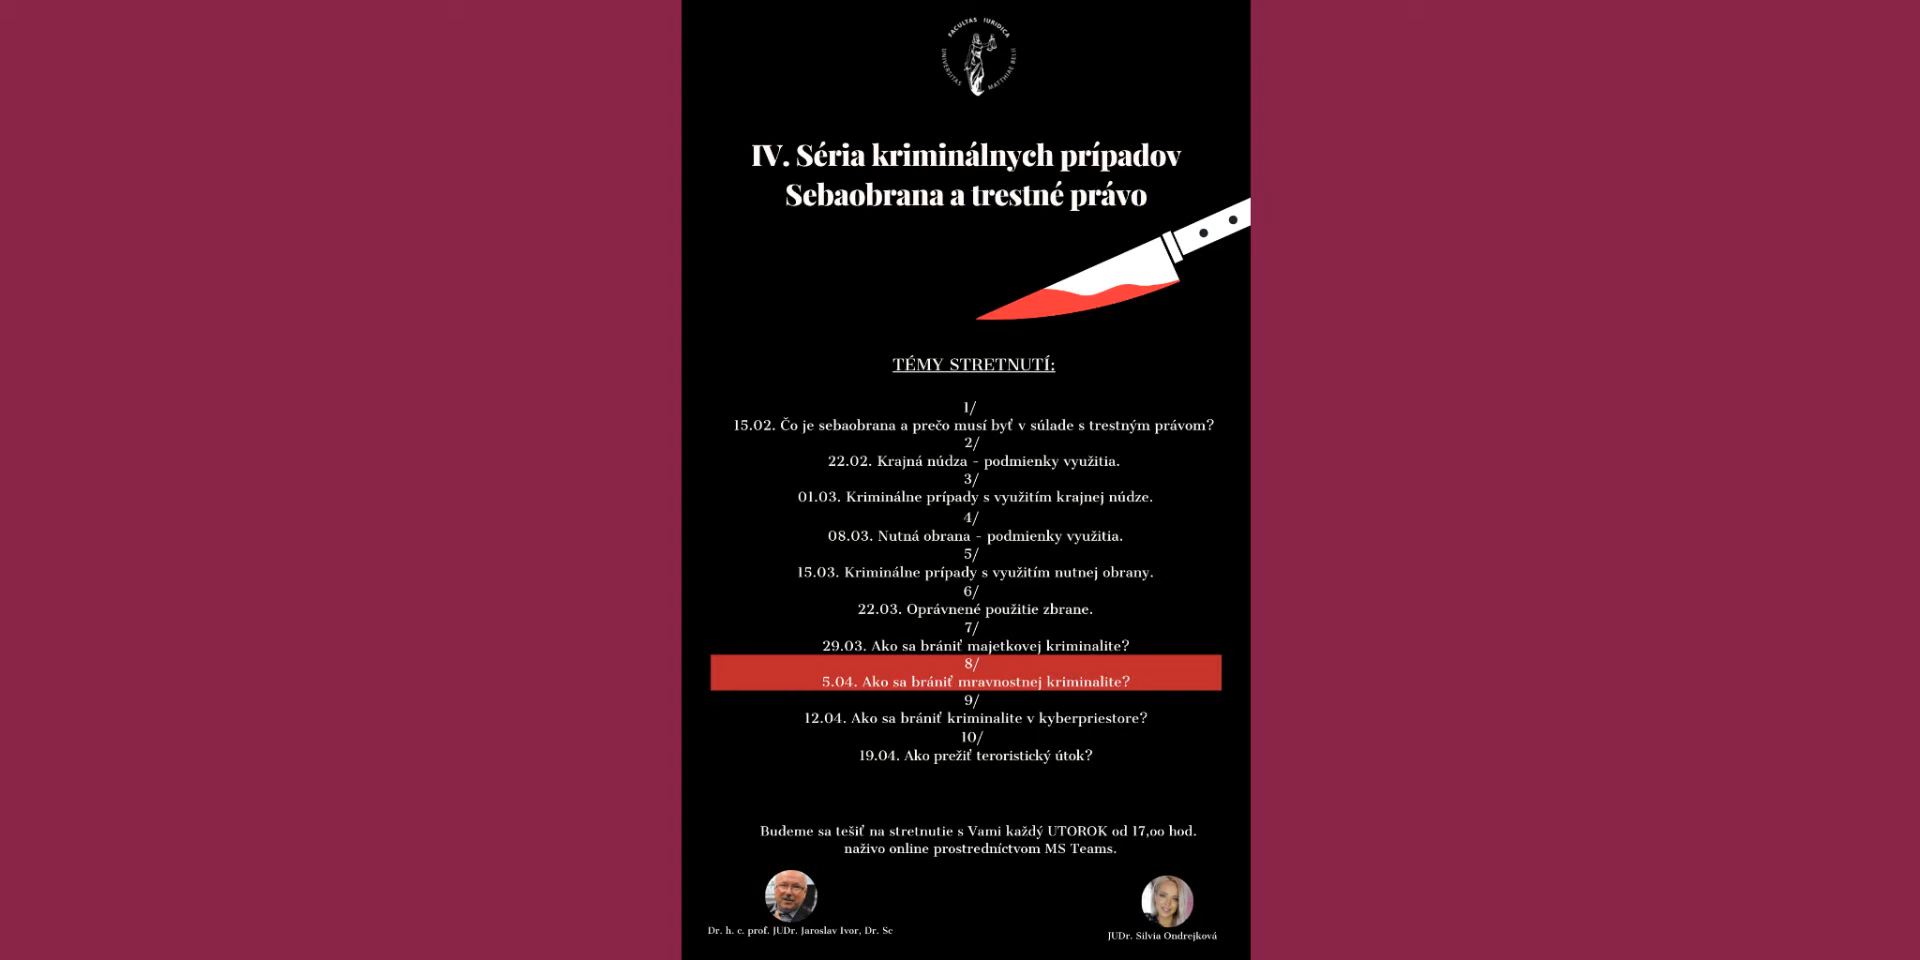 FACULTAS IURIDICA
UNIVERSITAS MATTHIAE BELII
IV. Séria kriminálnych prípadov
Sebaobrana a trestné právo
TÉMY STRETNUTÍ:
1/
15.02. Čo je sebaobrana a prečo musí byť v súlade s trestným právom?
2/
22.02. Krajná núdza - podmienky využitia.
3/
01.03. Kriminálne prípady s využitím krajnej núdze.
4/
08.03. Nutná obrana - podmienky využitia.
5/
15.03. Kriminálne prípady s využitím nutnej obrany.
6/
22.03. Oprávnené použitie zbrane.
7/
29.03. Ako sa brániť majetkovej kriminalite?
8/
5.04. Ako sa brániť mravnostnej kriminalite?
9/
12.04. Ako sa brániť kriminalite v kyberpriestore?
10/
19.04. Ako prežiť teroristický útok?
Budeme sa tešiť na stretnutie s Vami každý UTOROK od 17,oo hod.
naživo online prostredníctvom MS Teams.
Dr. h. c. prof. JUDr. Jaroslav Ivor, Dr. Sc
JUDr. Silvia Ondrejková